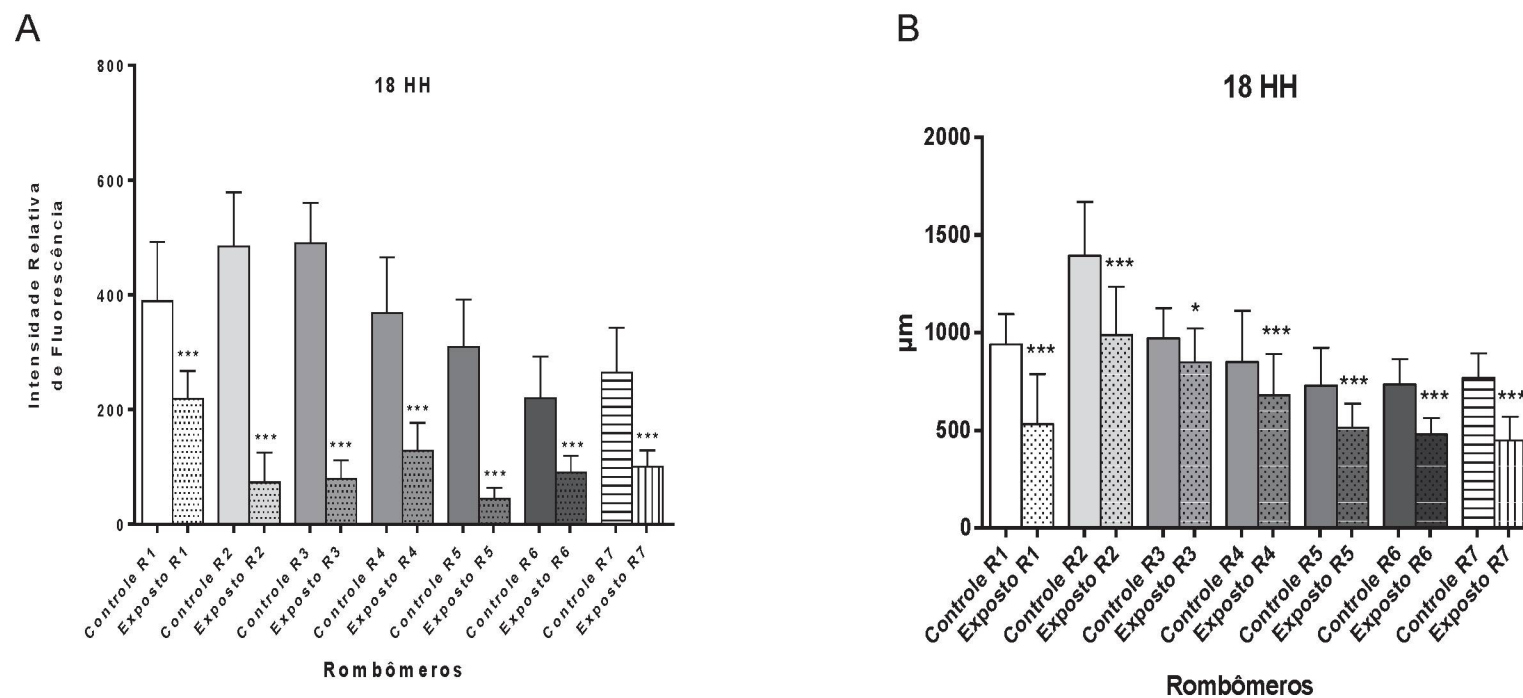 A
18 HH
Intensidade Relativa
de Fluorescência
800
600
400
200
0
***
***
***
***
***
***
***
Controle R1
Exposto R1
Controle R2
Exposto R2
Controle R3
Exposto R3
Controle R4
Exposto R4
Controle R5
Exposto R5
Controle R6
Exposto R6
Controle R7
Exposto R7
Rombômeros
B
18 HH
µm
2000
1500
1000
500
0
***
***
*
***
***
***
***
Controle R1
Exposto R1
Controle R2
Exposto R2
Controle R3
Exposto R3
Controle R4
Exposto R4
Controle R5
Exposto R5
Controle R6
Exposto R6
Controle R7
Exposto R7
Rombômeros